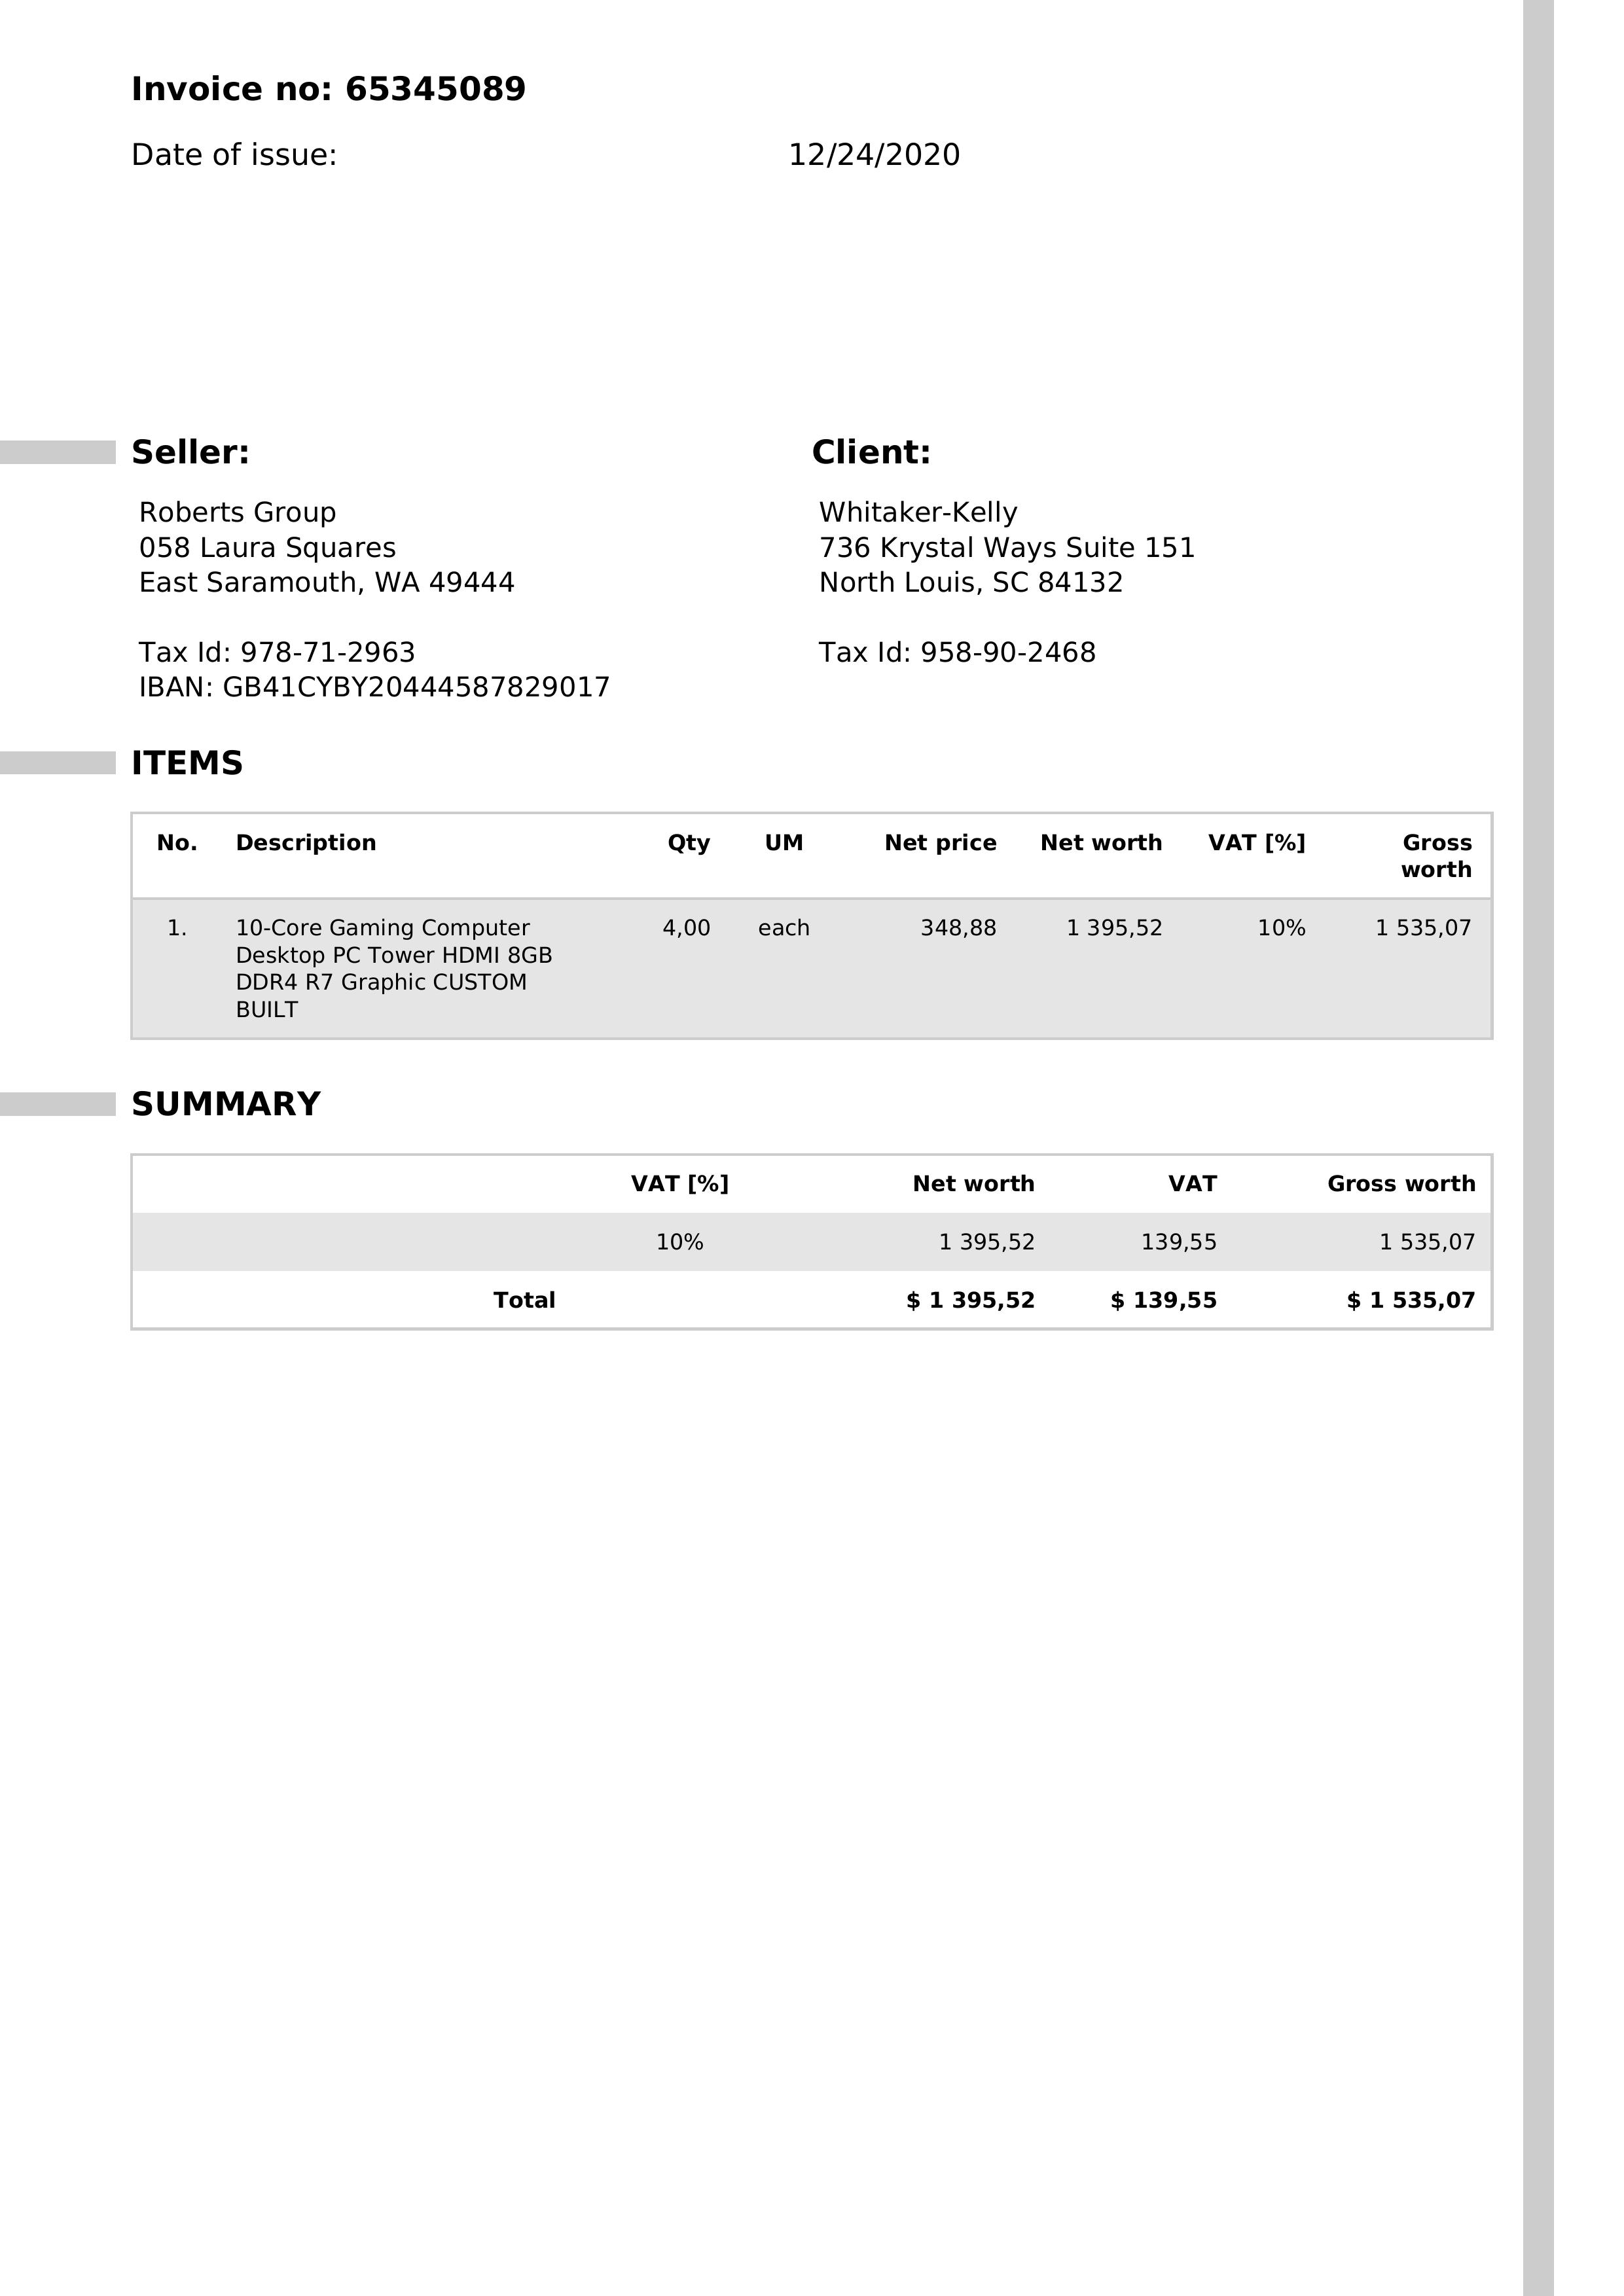 Invoice no: 65345089
Date of issue: 12/24/2020
Seller: Client:
Roberts Group Whitaker-Kelly
058 Laura Squares 736 Krystal Ways Suite 151
East Saramouth, WA 49444 North Louis, SC 84132
Tax Id: 978-71-2963 Tax Id: 958-90-2468
IBAN: GB41CYBY20444587829017
ITEMS
No. Description Qty UM Net price Net worth VAT [%] Gross
worth
1. 10-Core Gaming Computer 4,00 each 348,88 1 395,52 10% 1 535,07
Desktop PC Tower HDMI 8GB
DDR4 R7 Graphic CUSTOM
BUILT
SUMMARY
VAT [%] Net worth VAT Gross worth
10% 1 395,52 139,55 1 535,07
Total $ 1 395,52 $ 139,55 $ 1 535,07